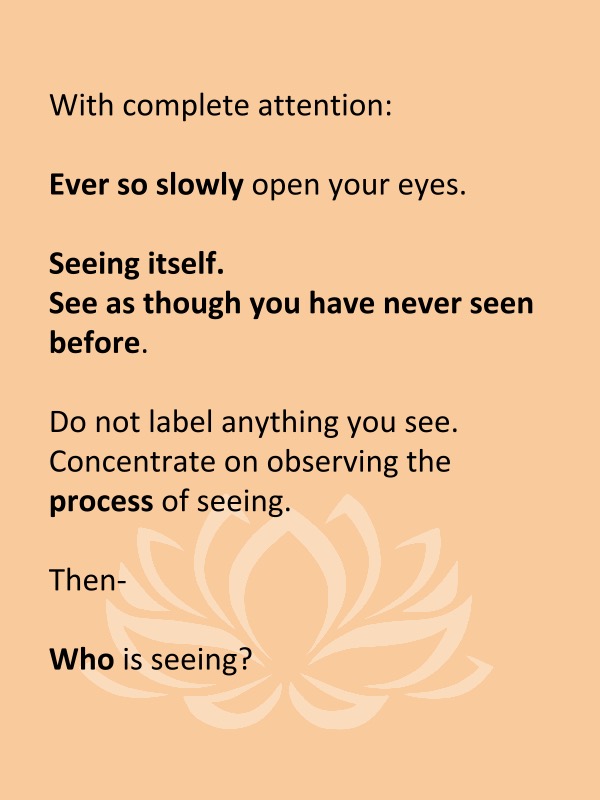 With complete attention:
Ever so slowly open your eyes.
Seeing itself.
See as though you have never seen
before.
Do not label anything you see.
Concentrate on observing the
process of seeing.
Then-
Who is seeing?